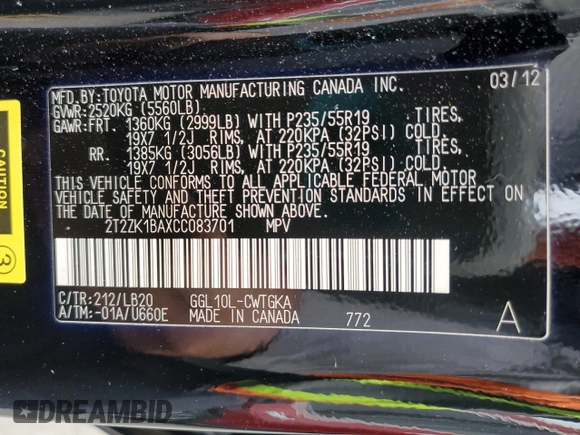 MFD.BY:TOYOTA MOTOR MANUFACTURING CANADA INC. 03/12
GVWR:2520KG (5560LB)
GAWR:FRT. 1360KG (2999LB) WITH P235/55R19 TIRES,
19X7 1/2J RIMS, AT 220KPA (32PSI) COLD.
RR. 1385KG (3056LB) WITH P235/55R19 TIRES,
19X7 1/2J RIMS, AT 220KPA (32PSI) COLD.
THIS VEHICLE CONFORMS TO ALL APPLICABLE FEDERAL MOTOR
VEHICLE SAFETY AND THEFT PREVENTION STANDARDS IN EFFECT ON
THE DATE OF MANUFACTURE SHOWN ABOVE.
2T2ZK1BAXCC083701 MPV
C/TR:212/LB20 GGL10L-CWTGKA
A/TM:-01A/U660E MADE IN CANADA 772 A
CAUTION
3
DREAMBID